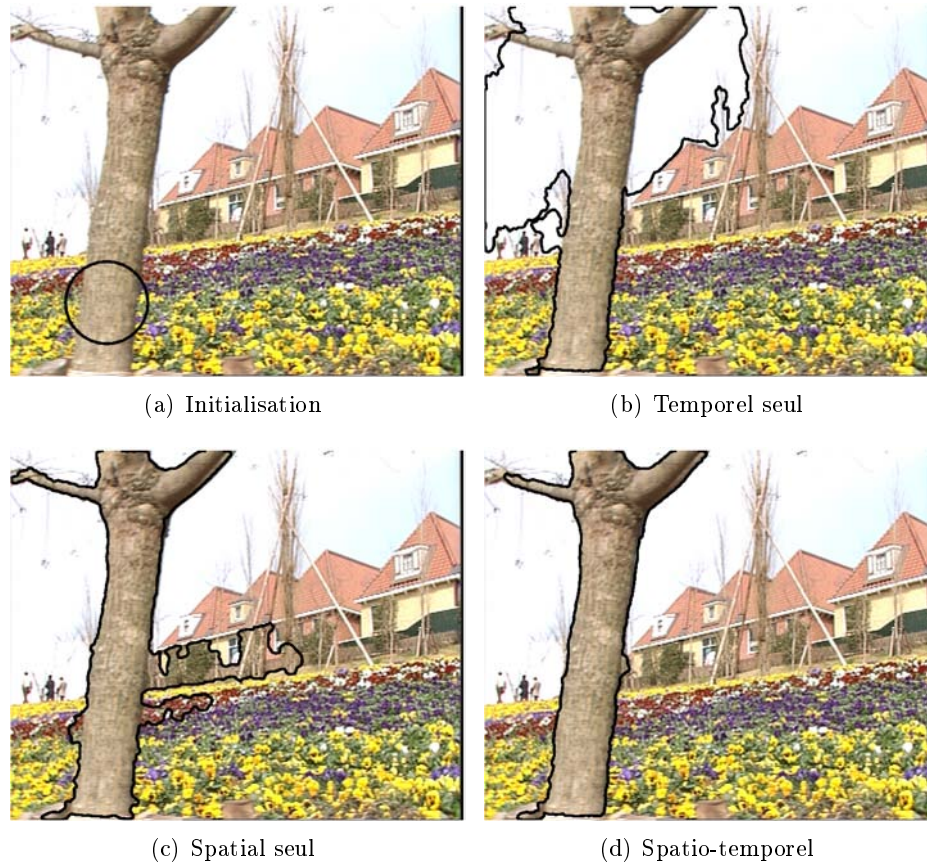 (a) Initialisation
(b) Temporel seul
(c) Spatial seul
(d) Spatio-temporel